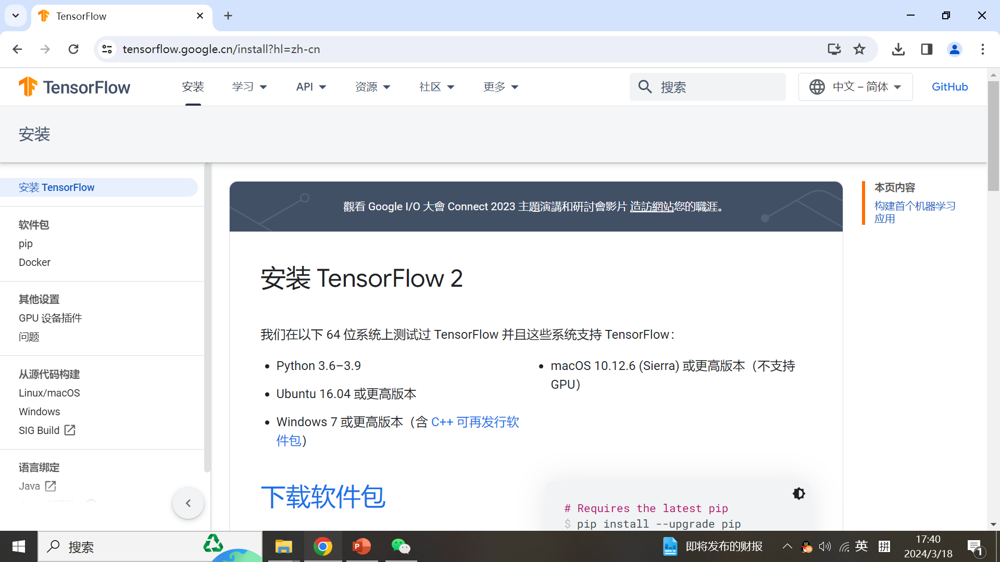 TensorFlow
tensorflow.google.cn/install?hl=zh-cn
TensorFlow
安装
学习
API
资源
社区
更多
搜索
中文 – 简体
GitHub
安装
安装 TensorFlow
软件包
pip
Docker
其他设置
GPU 设备插件
问题
从源代码构建
Linux/macOS
Windows
SIG Build
语言绑定
Java
觀看 Google I/O 大會 Connect 2023 主題演講和研討會影片 造訪網站您的職涯。
安装 TensorFlow 2
我们在以下 64 位系统上测试过 TensorFlow 并且这些系统支持 TensorFlow：
Python 3.6–3.9
Ubuntu 16.04 或更高版本
Windows 7 或更高版本（含 C++ 可再发行软
件包）
macOS 10.12.6 (Sierra) 或更高版本（不支持
GPU）
下载软件包
# Requires the latest pip
$ pip install --upgrade pip
本页内容
构建首个机器学习
应用
搜索
即将发布的财报
英
拼
17:40
2024/3/18
1